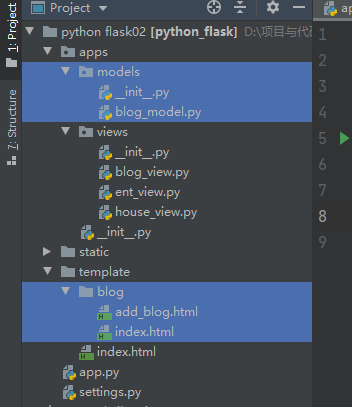 1: Project
7: Structure
Project
python flask02 [python_flask] D:\项目与代
apps
models
__init__.py
blog_model.py
views
__init__.py
blog_view.py
ent_view.py
house_view.py
__init__.py
static
template
blog
add_blog.html
index.html
index.html
app.py
settings.py
ap
1
2
3
4
5
6
7
8
9